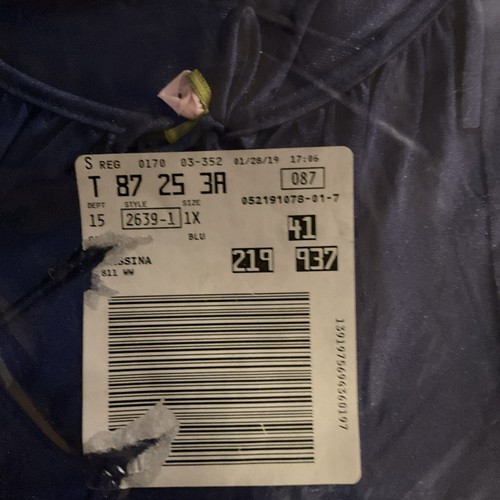 S REG 0170 03-352 01/28/19 17:06
T 87 25 3A 087
DEPT STYLE SIZE 052191078-01-7
15 2639-1 1X
BLU 41
SSINA 219 937
811 WW
1391975696360197